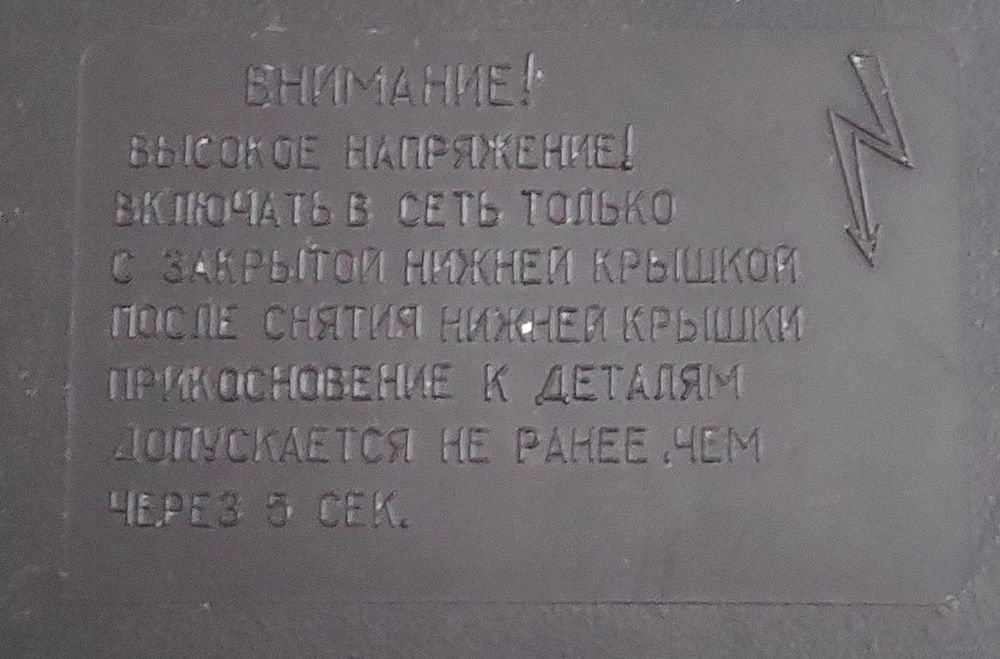 ВНИМАНИЕ!
ВЫСОКОЕ НАПРЯЖЕНИЕ!
ВКЛЮЧАТЬ В СЕТЬ ТОЛЬКО
С ЗАКРЫТОЙ НИЖНЕЙ КРЫШКОЙ
ПОСЛЕ СНЯТИЯ НИЖНЕЙ КРЫШКИ
ПРИКОСНОВЕНИЕ К ДЕТАЛЯМ
ДОПУСКАЕТСЯ НЕ РАНЕЕ, ЧЕМ
ЧЕРЕЗ 5 СЕК.